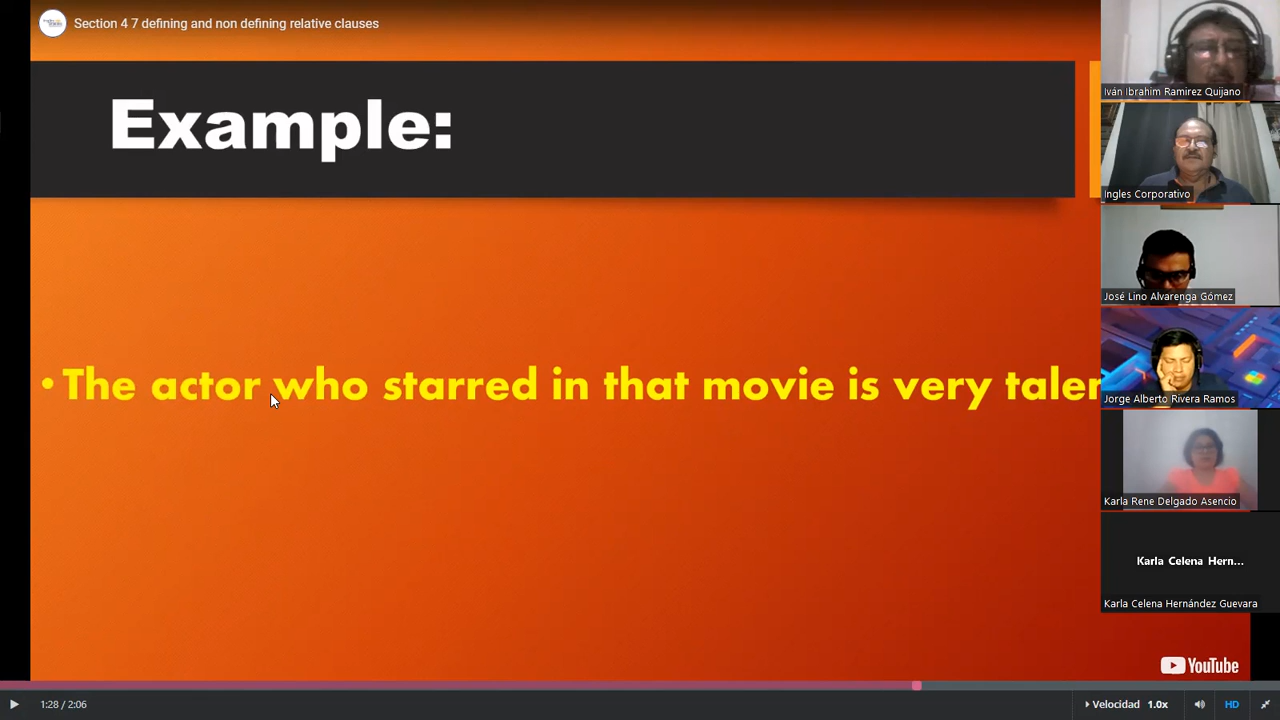 Section 4 7 defining and non defining relative clauses
Example:
• The actor who starred in that movie is very talen
Iván Ibrahim Ramírez Quijano
Ingles Corporativo
José Lino Alvarenga Gómez
Jorge Alberto Rivera Ramos
Karla Rene Delgado Asencio
Karla Celena Hern...
Karla Celena Hernández Guevara
YouTube
1:28 / 2:06
Velocidad 1.0x
HD